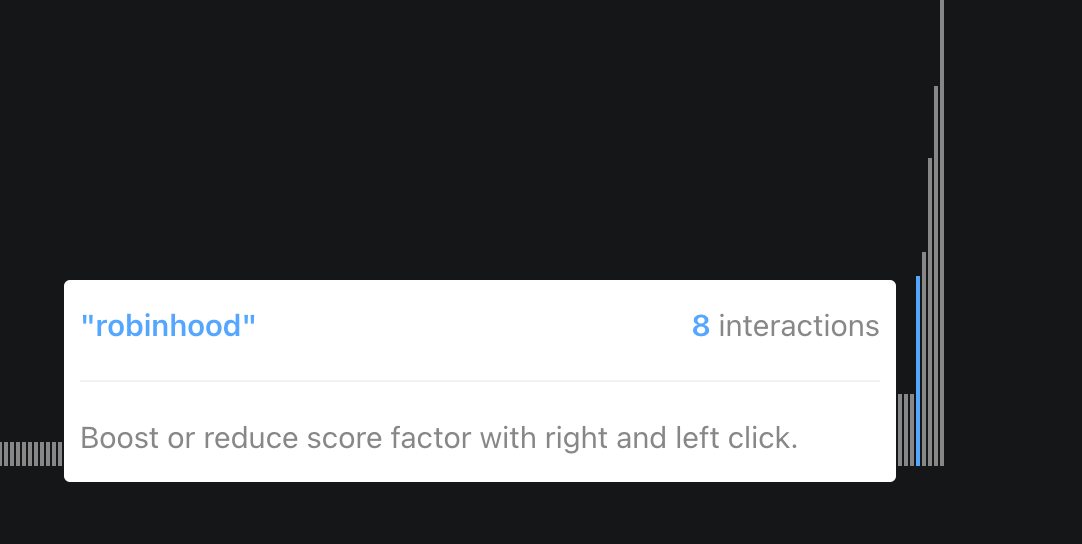 "robinhood"
8 interactions
Boost or reduce score factor with right and left click.